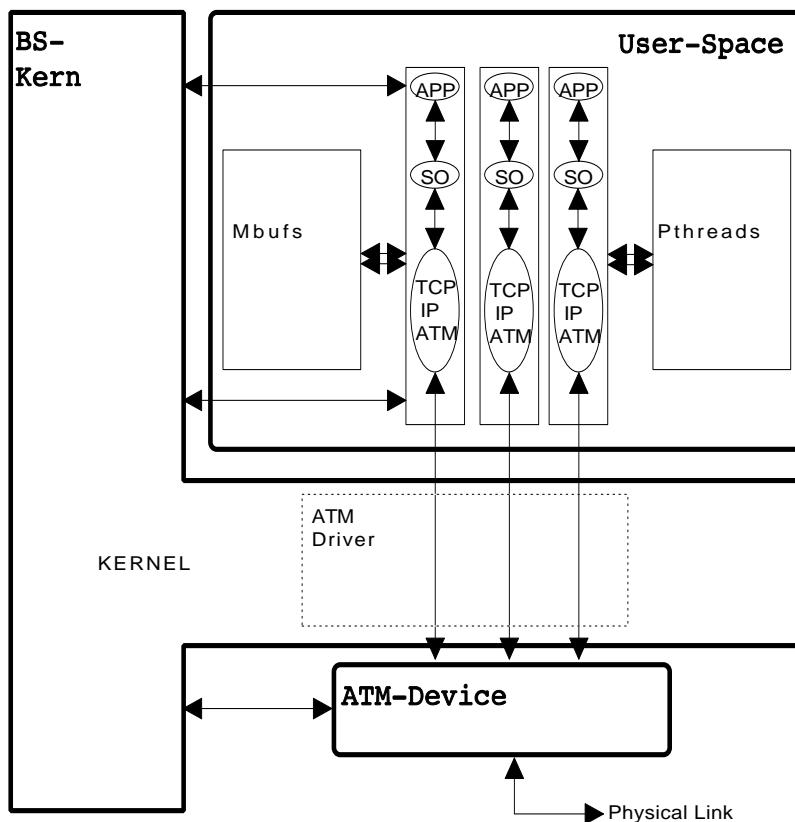 BS-
Kern
User-Space
APP
APP
APP
SO
SO
SO
Mbufs
Pthreads
TCP
IP
ATM
TCP
IP
ATM
TCP
IP
ATM
ATM
Driver
KERNEL
ATM-Device
Physical Link